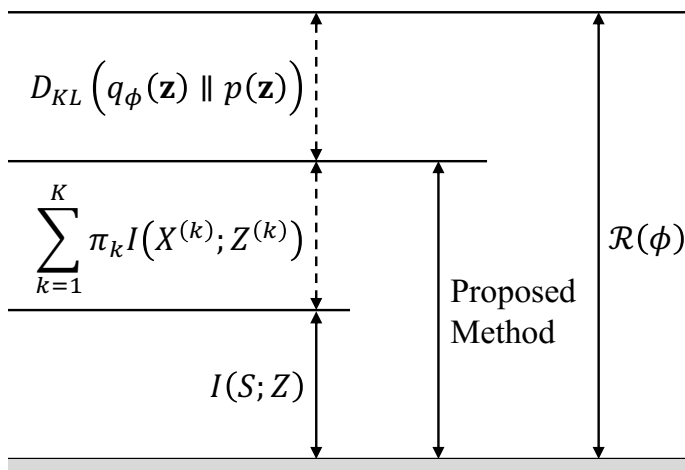 D_{KL}(q_ϕ(𝐳) ∥ p(𝐳))
∑_{k=1}^{K} π_k I(X^{(k)}; Z^{(k)})
ℛ(ϕ)
Proposed
Method
I(S; Z)